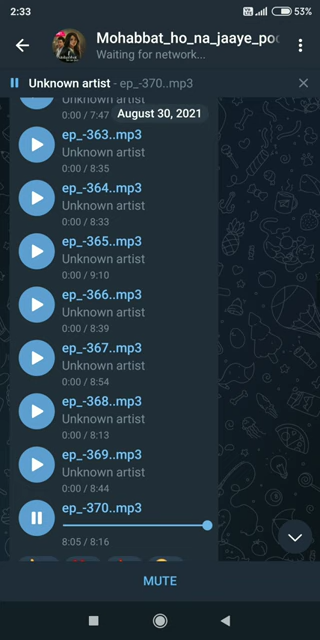 2:33
53%
Mohabbat_ho_na_jaaye_po
Waiting for network...
Unknown artist - ep_-370..mp3
Unknown artist
0:00 / 7:47
August 30, 2021
ep_-363..mp3
Unknown artist
0:00 / 8:35
ep_-364..mp3
Unknown artist
0:00 / 8:33
ep_-365..mp3
Unknown artist
0:00 / 9:10
ep_-366..mp3
Unknown artist
0:00 / 8:39
ep_-367..mp3
Unknown artist
0:00 / 8:54
ep_-368..mp3
Unknown artist
0:00 / 8:13
ep_-369..mp3
Unknown artist
0:00 / 8:44
ep_-370..mp3
8:05 / 8:16
MUTE